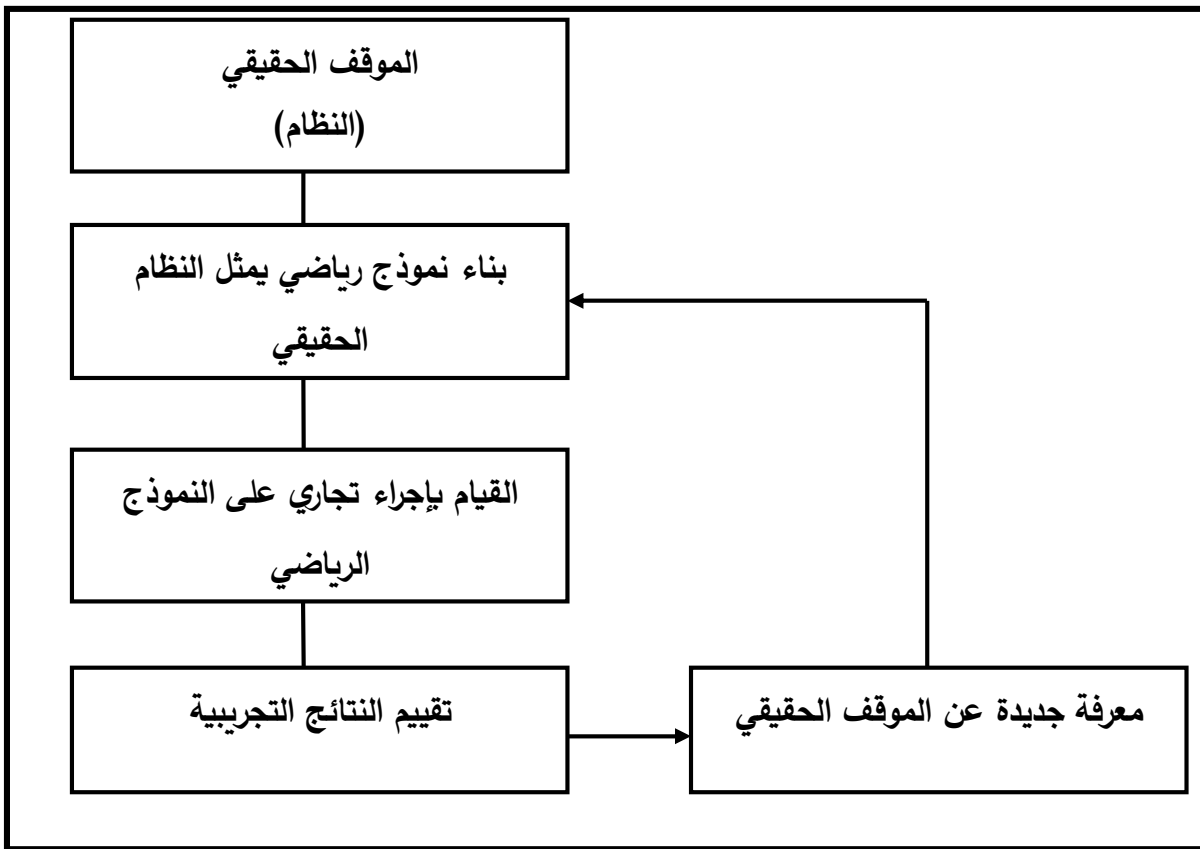 الموقف الحقيقي
(النظام)
بناء نموذج رياضي يمثل النظام
الحقيقي
القيام بإجراء تجاري على النموذج
الرياضي
تقييم النتائج التجريبية
معرفة جديدة عن الموقف الحقيقي